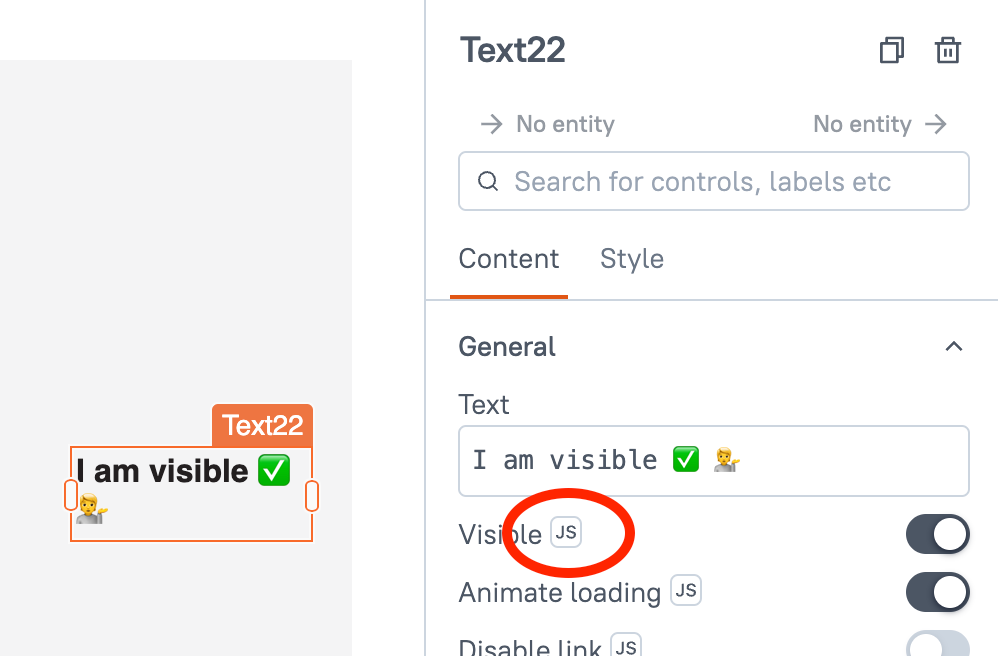 Text22
No entity
No entity
Search for controls, labels etc
Content Style
General
Text
Text22
I am visible ✅ 💁
I am visible ✅
💁
Visible JS
Animate loading JS
Disable link JS